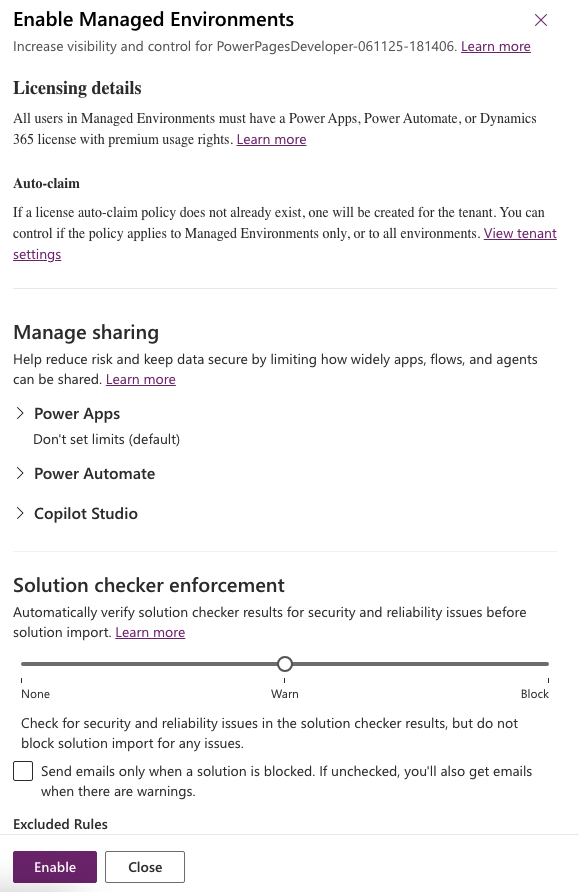 Enable Managed Environments
Increase visibility and control for PowerPagesDeveloper-061125-181406. Learn more
Licensing details
All users in Managed Environments must have a Power Apps, Power Automate, or Dynamics
365 license with premium usage rights. Learn more
Auto-claim
If a license auto-claim policy does not already exist, one will be created for the tenant. You can
control if the policy applies to Managed Environments only, or to all environments. View tenant
settings
Manage sharing
Help reduce risk and keep data secure by limiting how widely apps, flows, and agents
can be shared. Learn more
Power Apps
Don't set limits (default)
Power Automate
Copilot Studio
Solution checker enforcement
Automatically verify solution checker results for security and reliability issues before
solution import. Learn more
None Warn Block
Check for security and reliability issues in the solution checker results, but do not
block solution import for any issues.
Send emails only when a solution is blocked. If unchecked, you'll also get emails
when there are warnings.
Excluded Rules
Enable Close